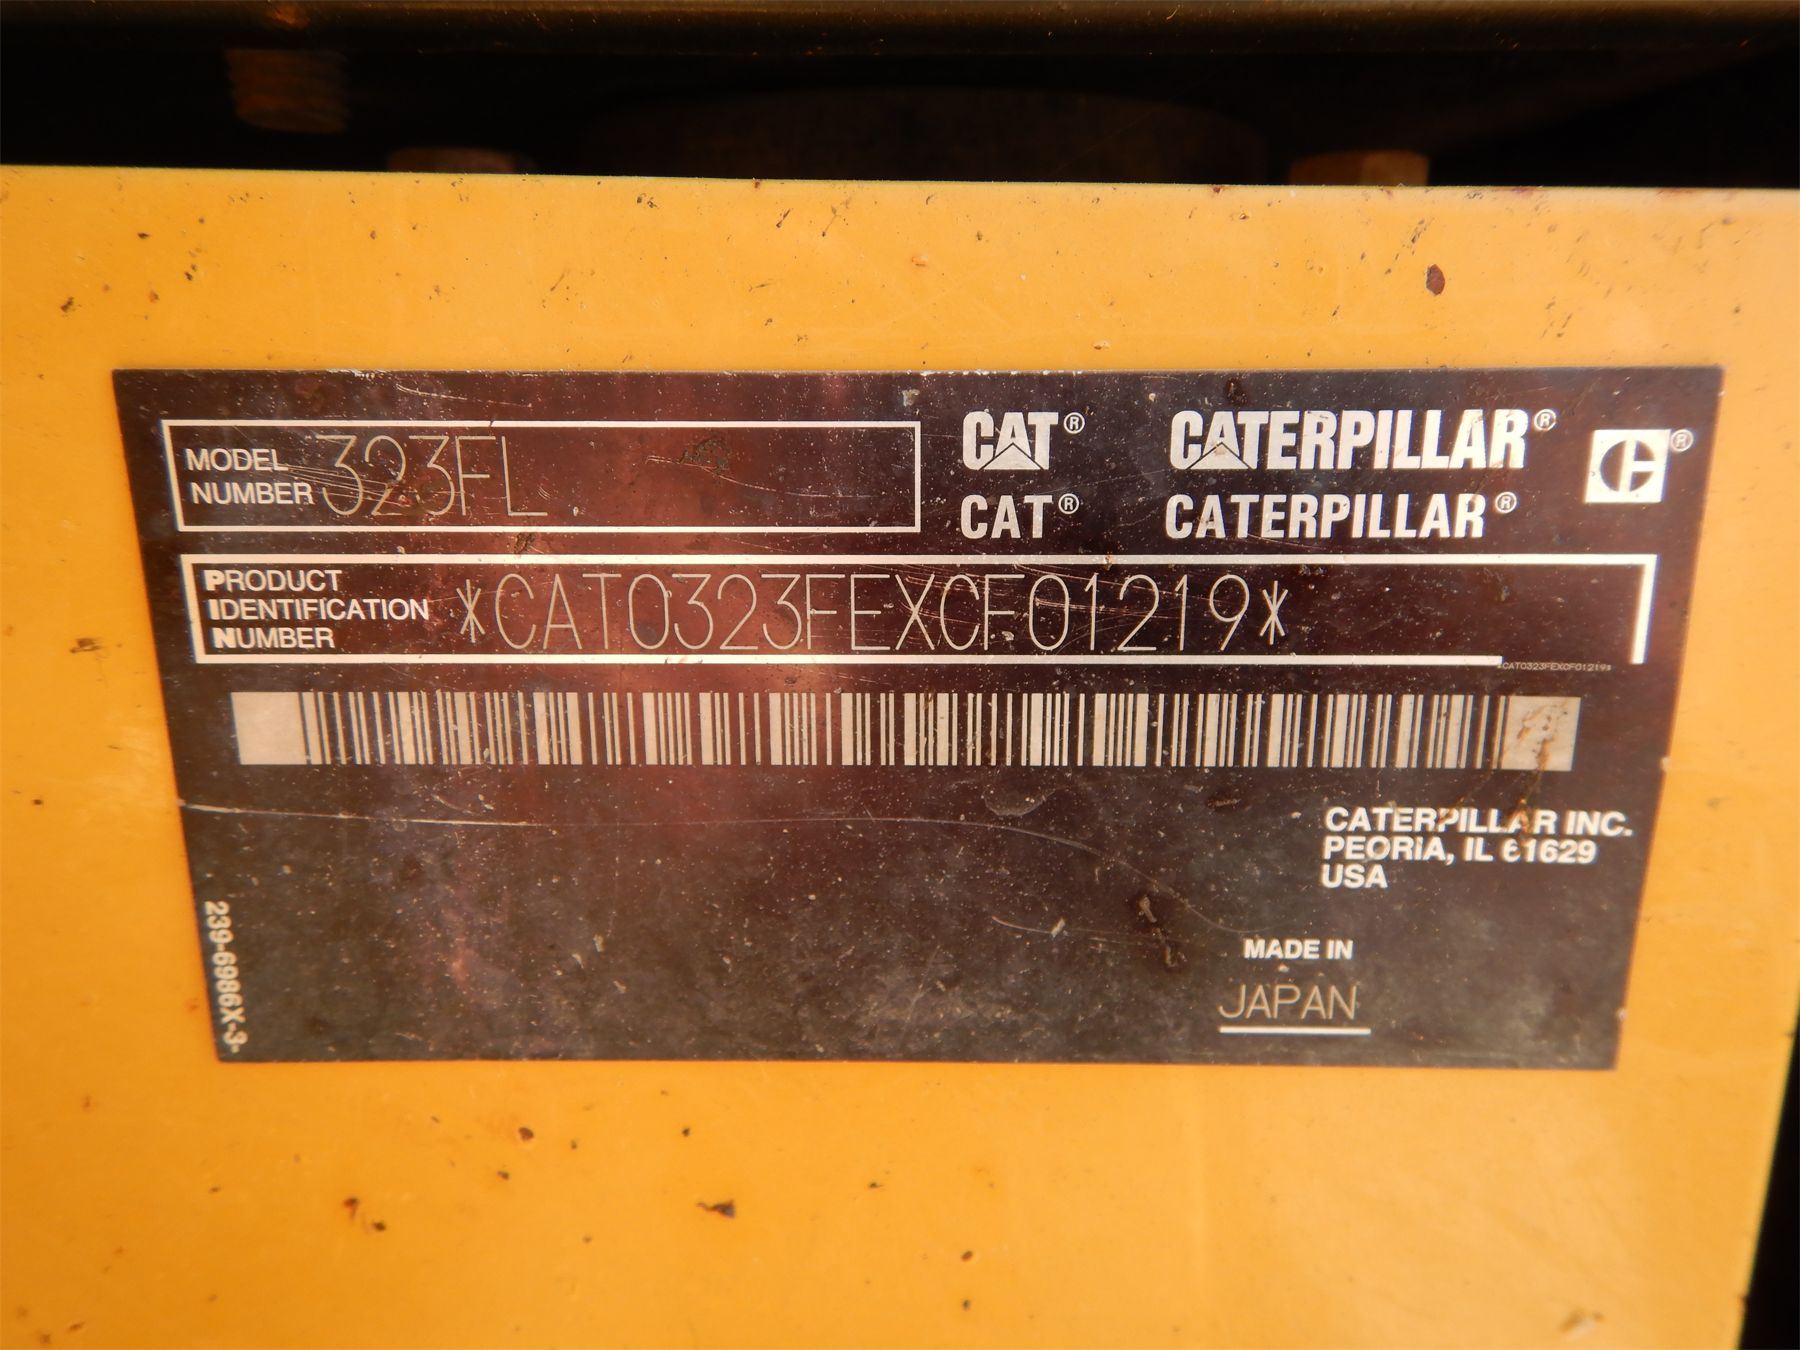 MODEL NUMBER 323FL
CAT® CATERPILLAR®
CAT® CATERPILLAR®
PRODUCT IDENTIFICATION NUMBER *CAT0323FEXCF01219*
*CAT0323FEXCF01219*
CATERPILLAR INC.
PEORIA, IL 61629
USA
MADE IN
JAPAN
239-6986X-3